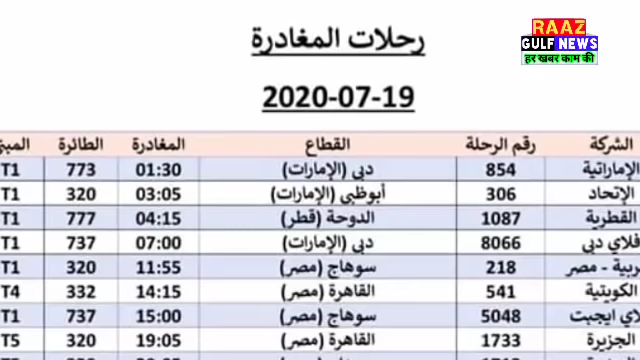 RAAZ
GULF NEWS
हर खबर काम की
رحلات المغادرة
2020-07-19
الشركة رقم الرحلة القطاع المغادرة الطائرة
الإماراتية 854 دبي (الإمارات) 01:30 773 T1
الإتحاد 306 أبوظبي (الإمارات) 03:05 320 T1
القطرية 1087 الدوحة (قطر) 04:15 777 T1
فلاي دبي 8066 دبي (الإمارات) 07:00 737 T1
مصر - 218 سوهاج (مصر) 11:55 320 T1
الكويتية 541 القاهرة (مصر) 14:15 332 T4
ايجبت 5048 سوهاج (مصر) 15:00 737 T1
الجزيرة 1733 القاهرة (مصر) 19:05 320 T5